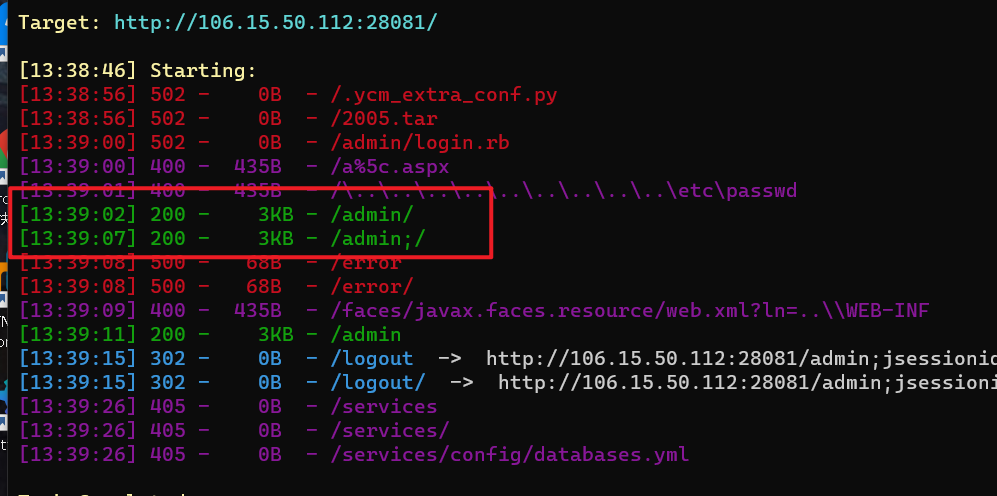 Target: http://106.15.50.112:28081/
[13:38:46] Starting:
[13:38:56] 502 -    0B  - /.ycm_extra_conf.py
[13:38:56] 502 -    0B  - /2005.tar
[13:39:00] 502 -    0B  - /admin/login.rb
[13:39:00] 400 -  435B  - /a%5c.aspx
[13:39:01] 400 -  435B  - /\..\..\..\..\..\..\..\..\..\etc\passwd
[13:39:02] 200 -    3KB - /admin/
[13:39:07] 200 -    3KB - /admin;/
[13:39:08] 500 -   68B  - /error
[13:39:08] 500 -   68B  - /error/
[13:39:09] 400 -  435B  - /faces/javax.faces.resource/web.xml?ln=..\\WEB-INF
[13:39:11] 200 -    3KB - /admin
[13:39:15] 302 -    0B  - /logout  ->  http://106.15.50.112:28081/admin;jsessionid
[13:39:15] 302 -    0B  - /logout/  ->  http://106.15.50.112:28081/admin;jsessioni
[13:39:26] 405 -    0B  - /services
[13:39:26] 405 -    0B  - /services/
[13:39:26] 405 -    0B  - /services/config/databases.yml